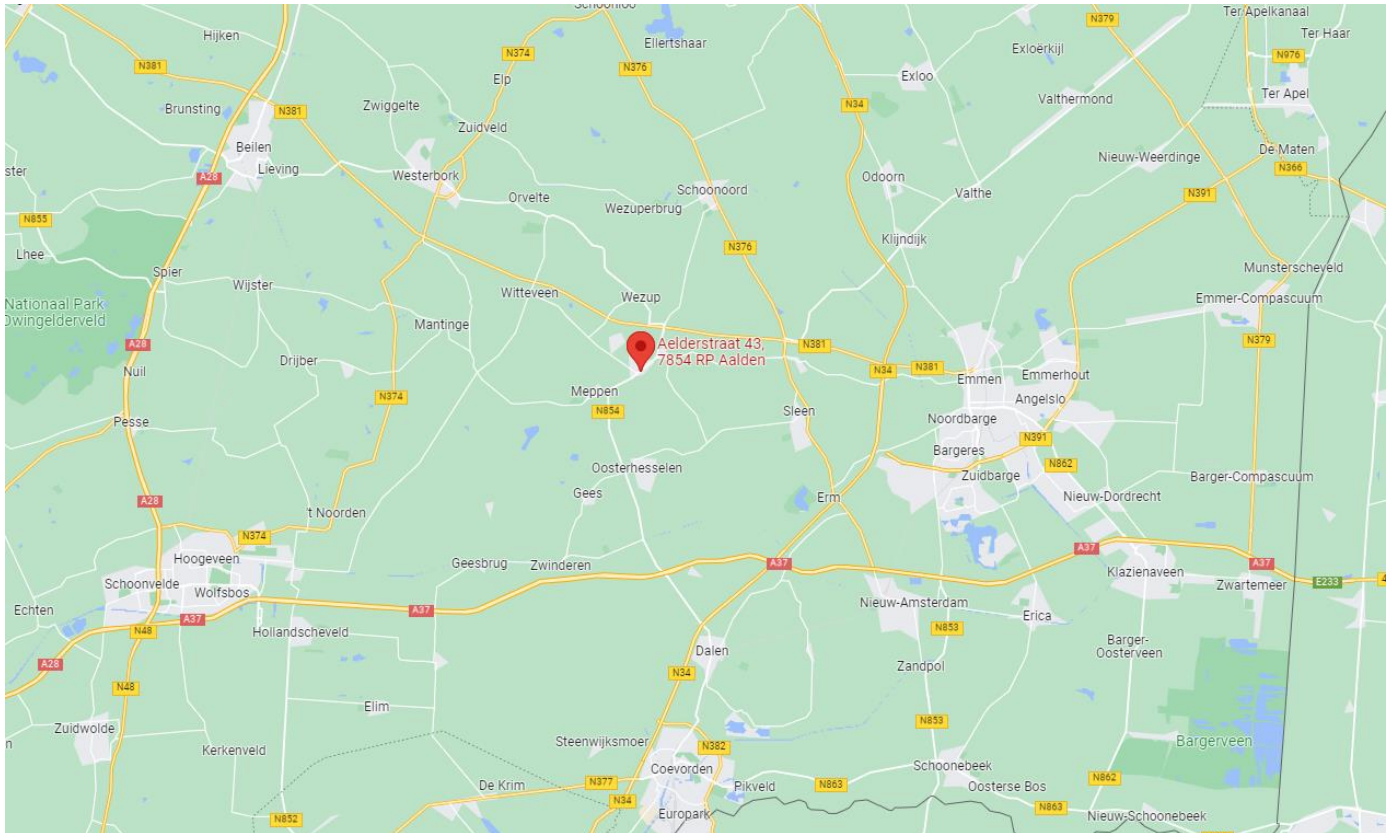 Schoonloo
N379
Ter Apelkanaal
Hijken
Ellertshaar
Exloërkijl
Ter Haar
N374
N976
N381
N376
Elp
Exloo
Ter Apel
Brunsting
Zwiggelte
Valthermond
N381
N34
Zuidveld
Beilen
De Maten
Nieuw-Weerdinge
Lieving
N366
A28
Westerbork
Odoorn
Schoonoord
Valthe
N391
Orvelte
Wezuperbrug
N855
Klijndijk
N376
Lhee
Spier
Munsterscheveld
Wijster
Witteveen
Wezup
Emmer-Compascuum
Nationaal Park
Dwingelderveld
Mantinge
N379
A28
Aelderstraat 43,
7854 RP Aalden
N381
Drijber
Nuil
N34
N381
Emmen
Emmerhout
Meppen
N374
Angelslo
N854
Sleen
Noordbarge
Pesse
N391
Bargeres
N862
Oosterhesselen
Zuidbarge
Barger-Compascuum
Gees
Erm
Nieuw-Dordrecht
A28
't Noorden
N374
A37
Hoogeveen
Geesbrug
Zwinderen
A37
A37
Klazienaveen
Schoonvelde
Zwartemeer
E233
Wolfsbos
Nieuw-Amsterdam
Echten
A37
A37
Erica
N48
Hollandscheveld
N853
Barger-
Oosterveen
Dalen
A28
Zandpol
N34
N48
Elim
Zuidwolde
N853
Steenwijksmoer
Bargerveen
Kerkenveld
N382
Coevorden
Schoonebeek
N862
De Krim
N377
Pikveld
N863
Oosterse Bos
N34
N863
Europark
Nieuw-Schoonebeek
N852